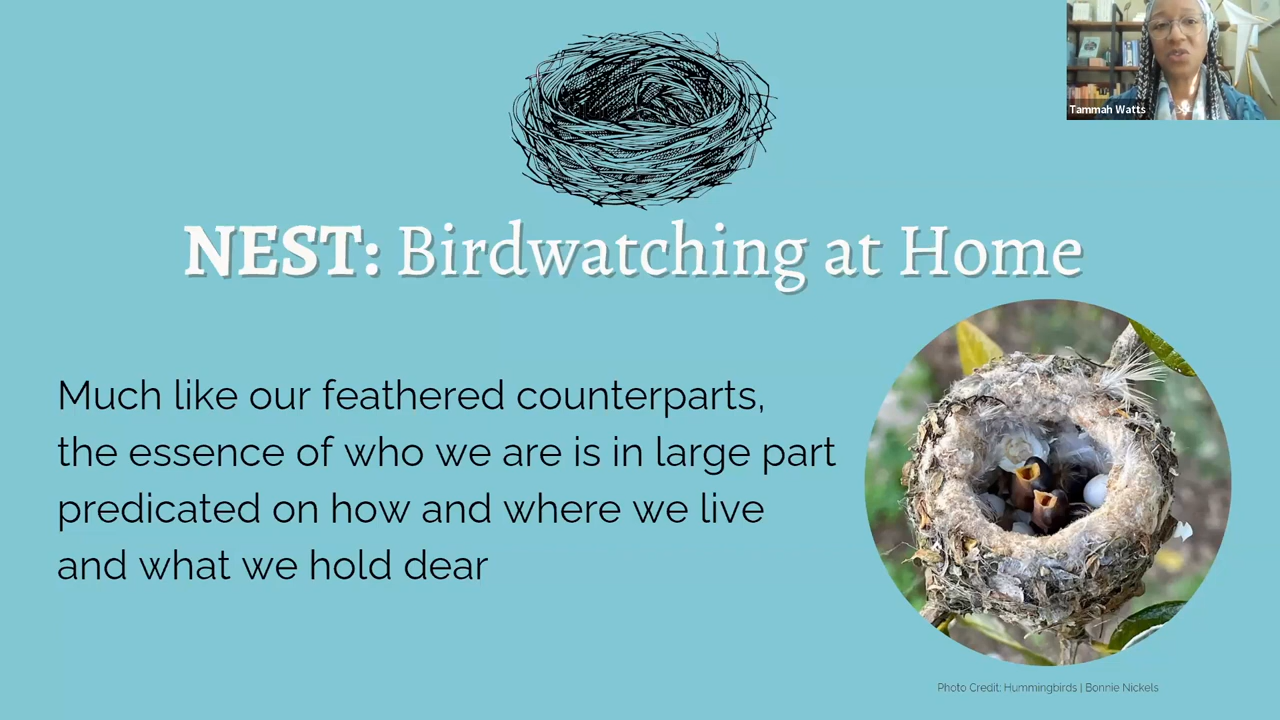 Tammah Watts
NEST: Birdwatching at Home
Much like our feathered counterparts,
the essence of who we are is in large part
predicated on how and where we live
and what we hold dear
Photo Credit: Hummingbirds | Bonnie Nickels